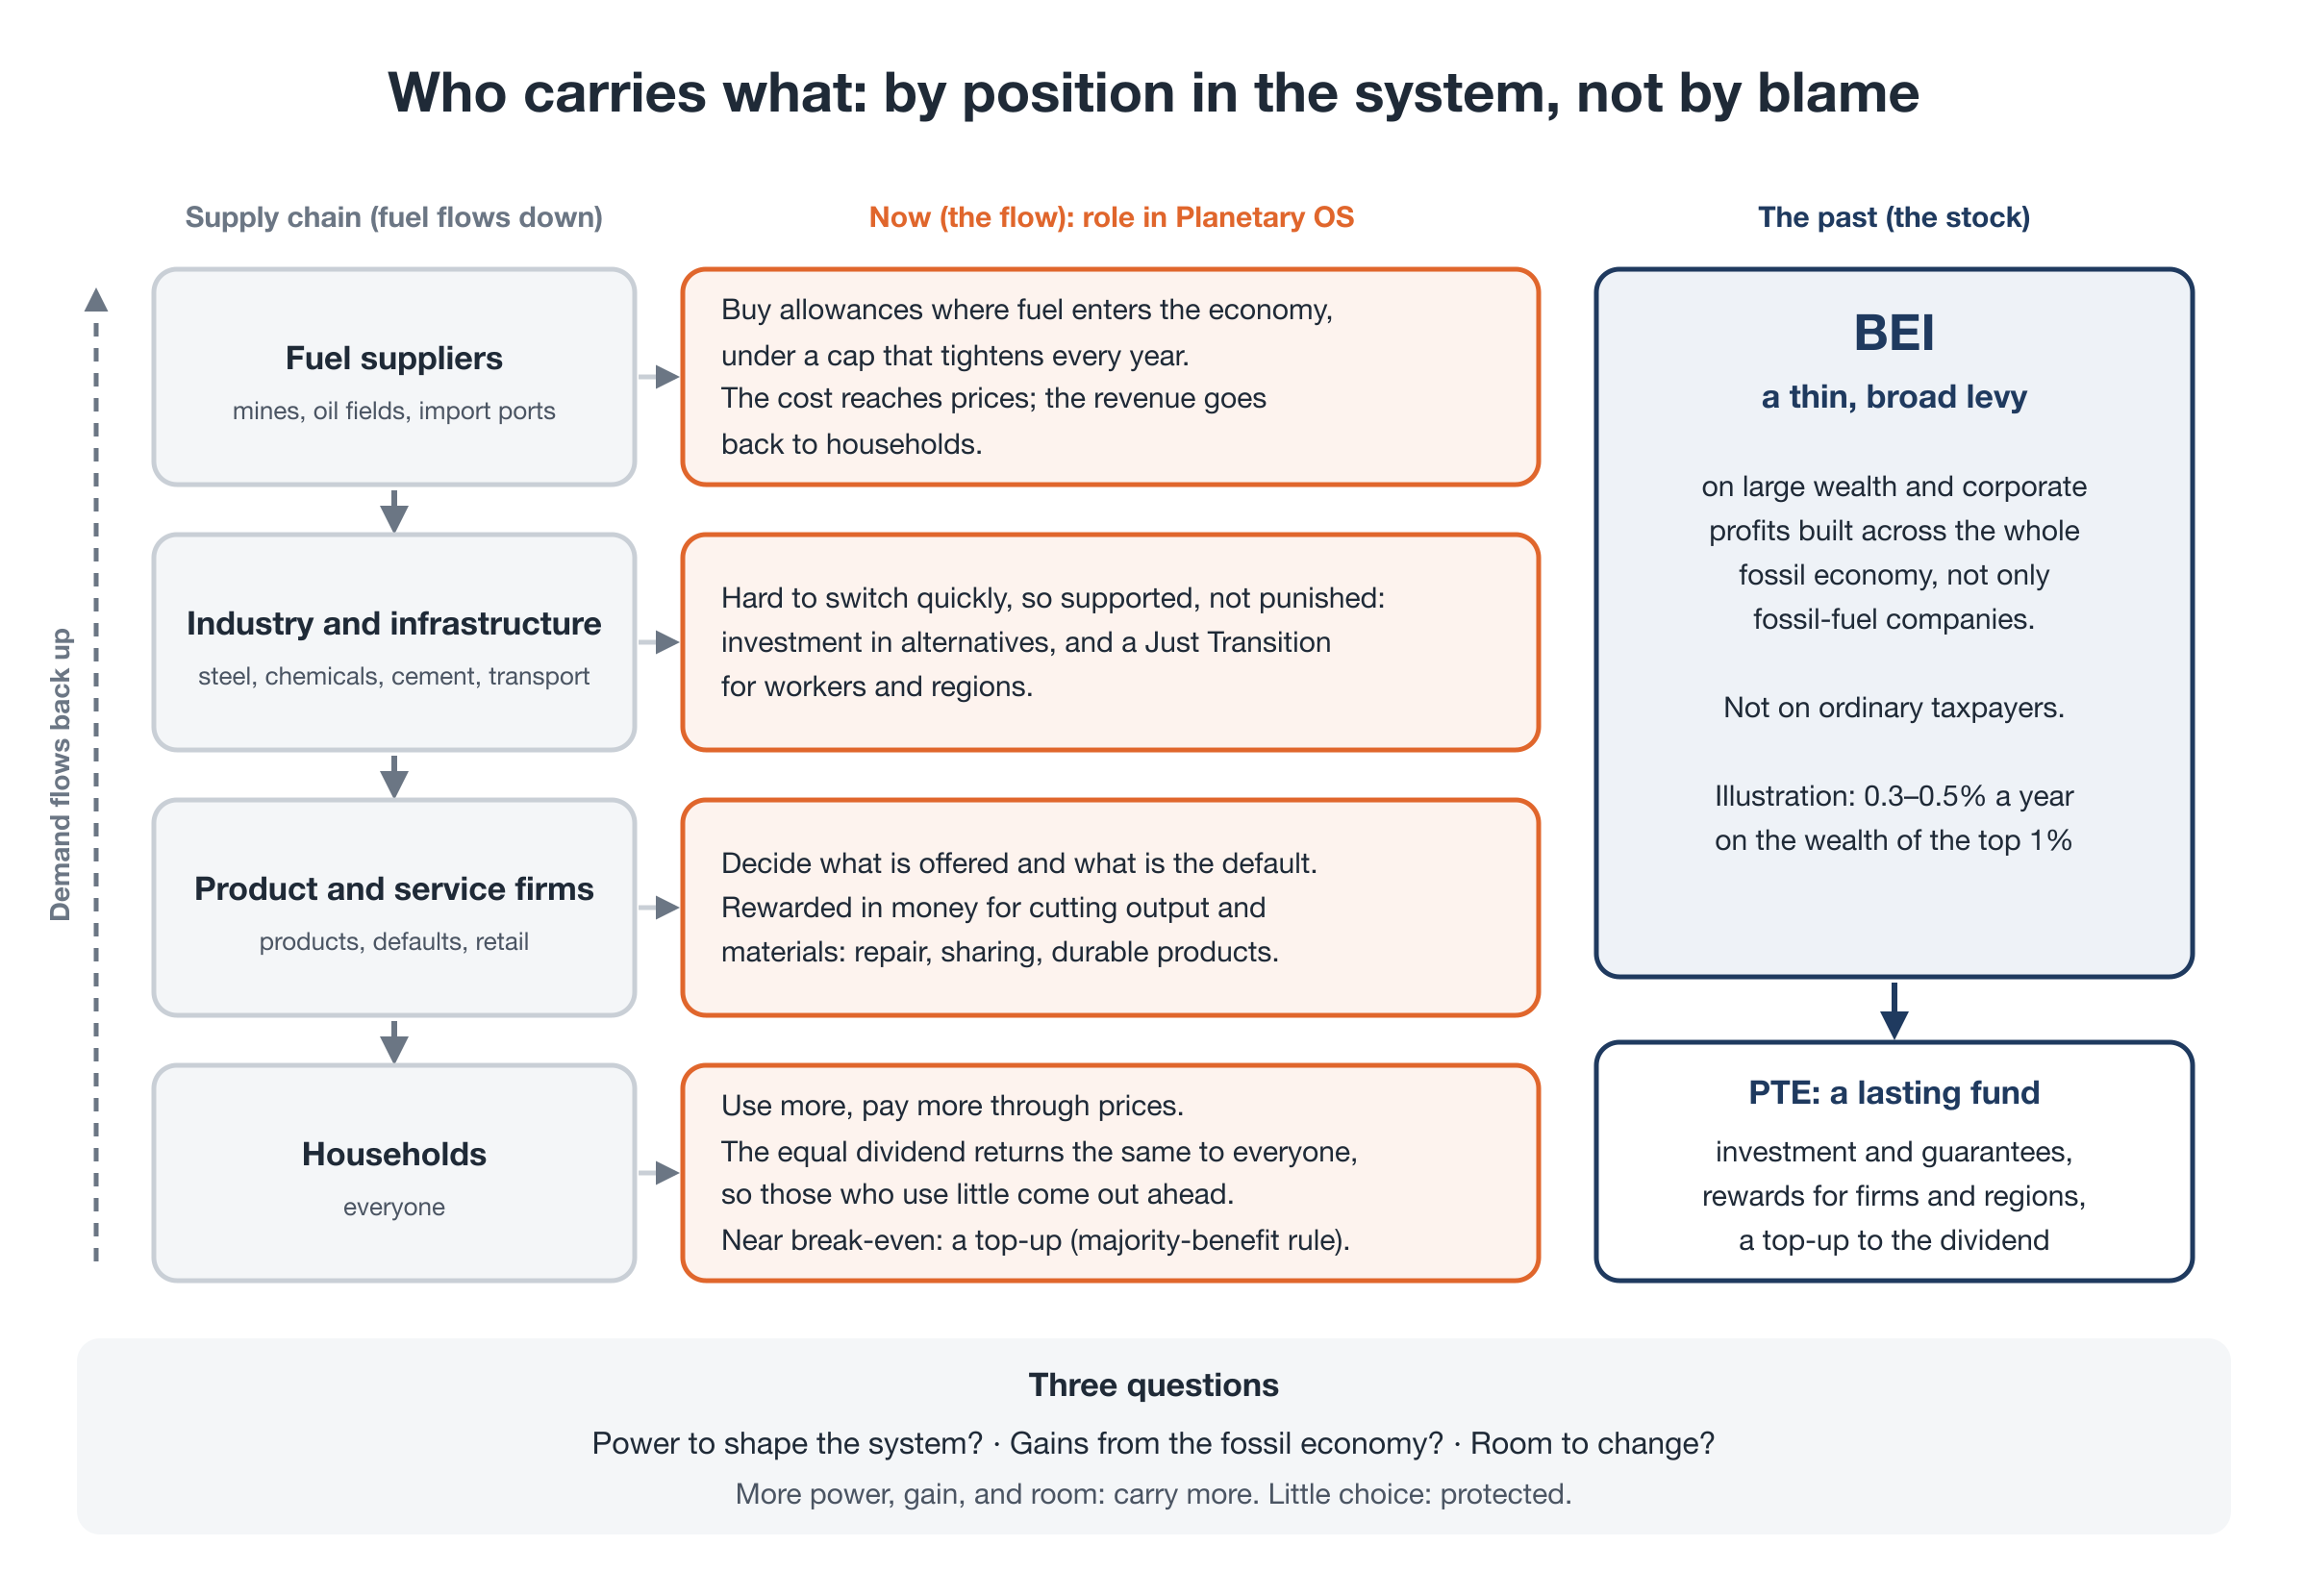 Who carries what: by position in the system, not by blame
Supply chain (fuel flows down)
Now (the flow): role in Planetary OS
The past (the stock)
Demand flows back up
Fuel suppliers
mines, oil fields, import ports
Buy allowances where fuel enters the economy,
under a cap that tightens every year.
The cost reaches prices; the revenue goes
back to households.
Industry and infrastructure
steel, chemicals, cement, transport
Hard to switch quickly, so supported, not punished:
investment in alternatives, and a Just Transition
for workers and regions.
Product and service firms
products, defaults, retail
Decide what is offered and what is the default.
Rewarded in money for cutting output and
materials: repair, sharing, durable products.
Households
everyone
Use more, pay more through prices.
The equal dividend returns the same to everyone,
so those who use little come out ahead.
Near break-even: a top-up (majority-benefit rule).
BEI
a thin, broad levy
on large wealth and corporate
profits built across the whole
fossil economy, not only
fossil-fuel companies.
Not on ordinary taxpayers.
Illustration: 0.3–0.5% a year
on the wealth of the top 1%
PTE: a lasting fund
investment and guarantees,
rewards for firms and regions,
a top-up to the dividend
Three questions
Power to shape the system? · Gains from the fossil economy? · Room to change?
More power, gain, and room: carry more. Little choice: protected.